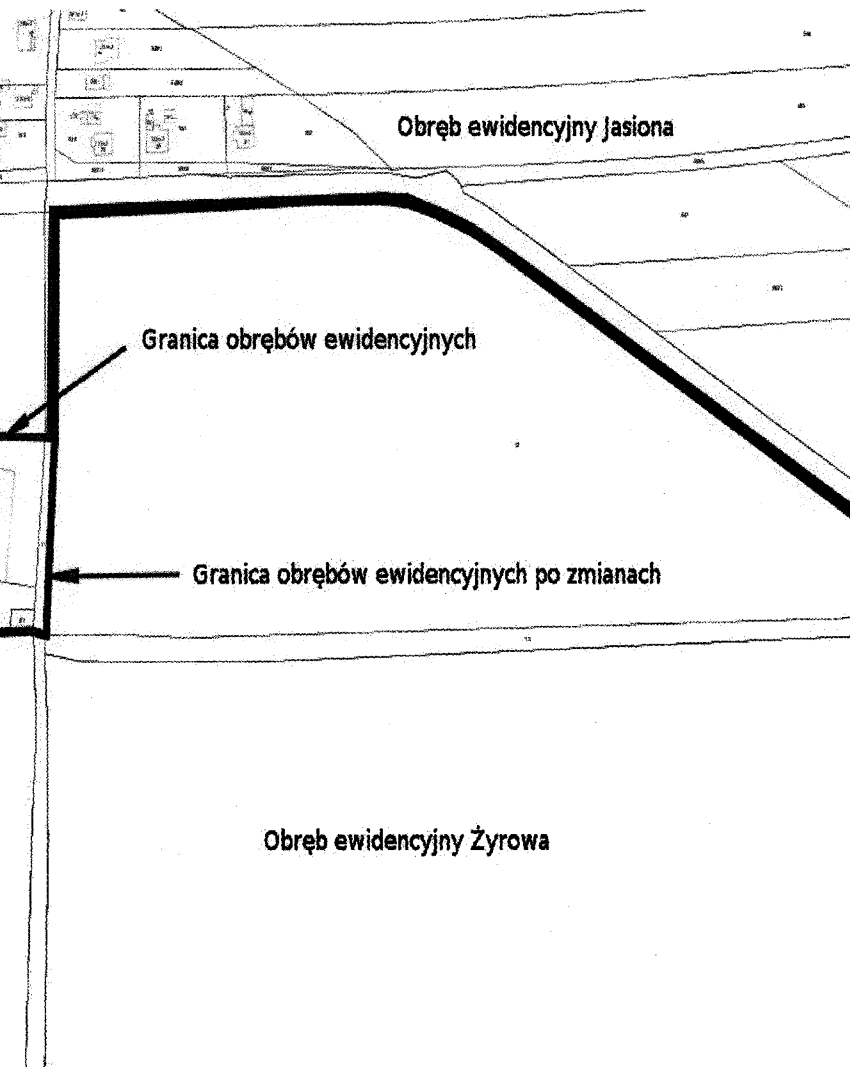 Obręb ewidencyjny Jasiona
Granica obrębów ewidencyjnych
Granica obrębów ewidencyjnych po zmianach
Obręb ewidencyjny Żyrowa